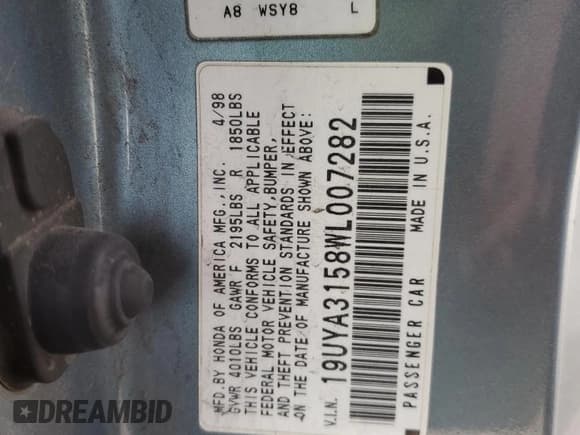 A8 WSY8 L
MFD.BY HONDA OF AMERICA MFG.,INC. 4/98
GVWR 4010LBS GAWR F 2195LBS R 1850LBS
THIS VEHICLE CONFORMS TO ALL APPLICABLE
FEDERAL MOTOR VEHICLE SAFETY,BUMPER,
AND THEFT PREVENTION STANDARDS IN EFFECT
ON THE DATE OF MANUFACTURE SHOWN ABOVE:
V.I.N. 19UYA3158WL007282
PASSENGER CAR MADE IN U.S.A.
DREAMBID